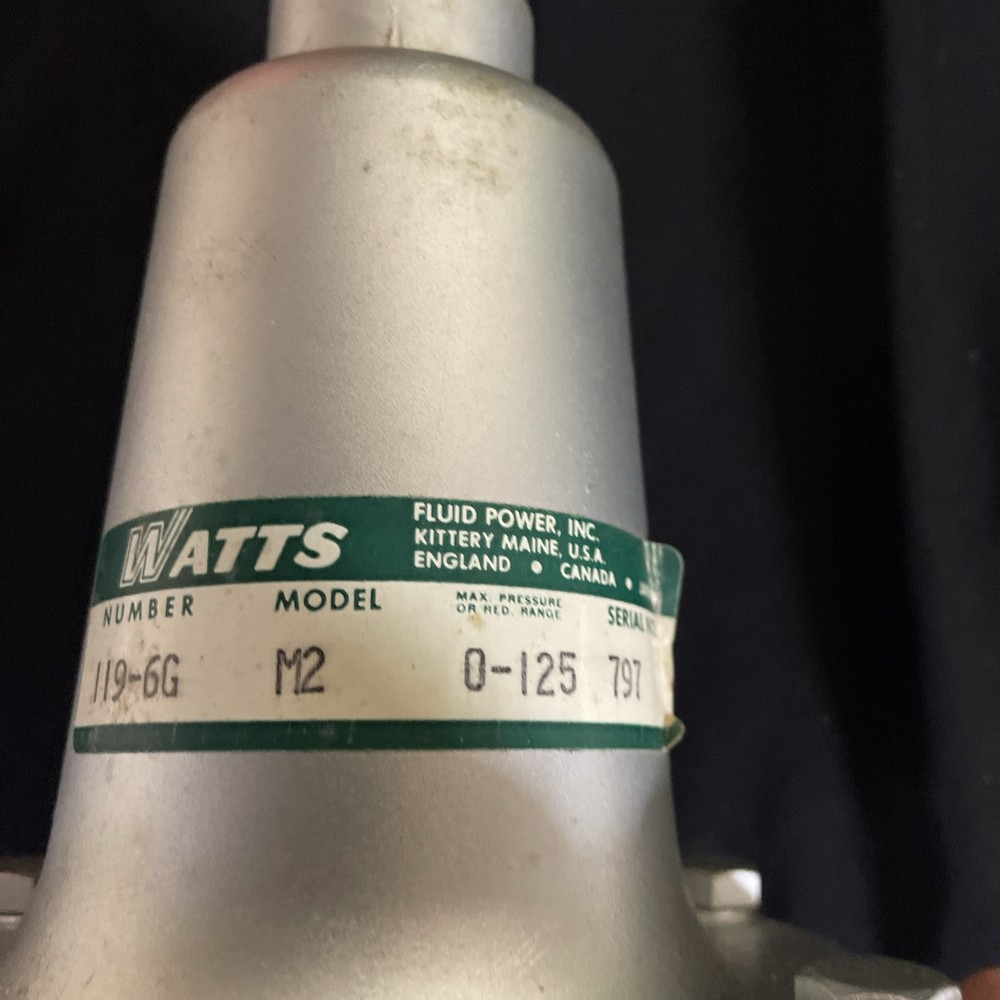 WATTS
FLUID POWER, INC.
KITTERY MAINE, U.S.A.
ENGLAND • CANADA •
NUMBER MODEL MAX. PRESSURE OR RED. RANGE SERIAL
119-6G M2 0-125 797